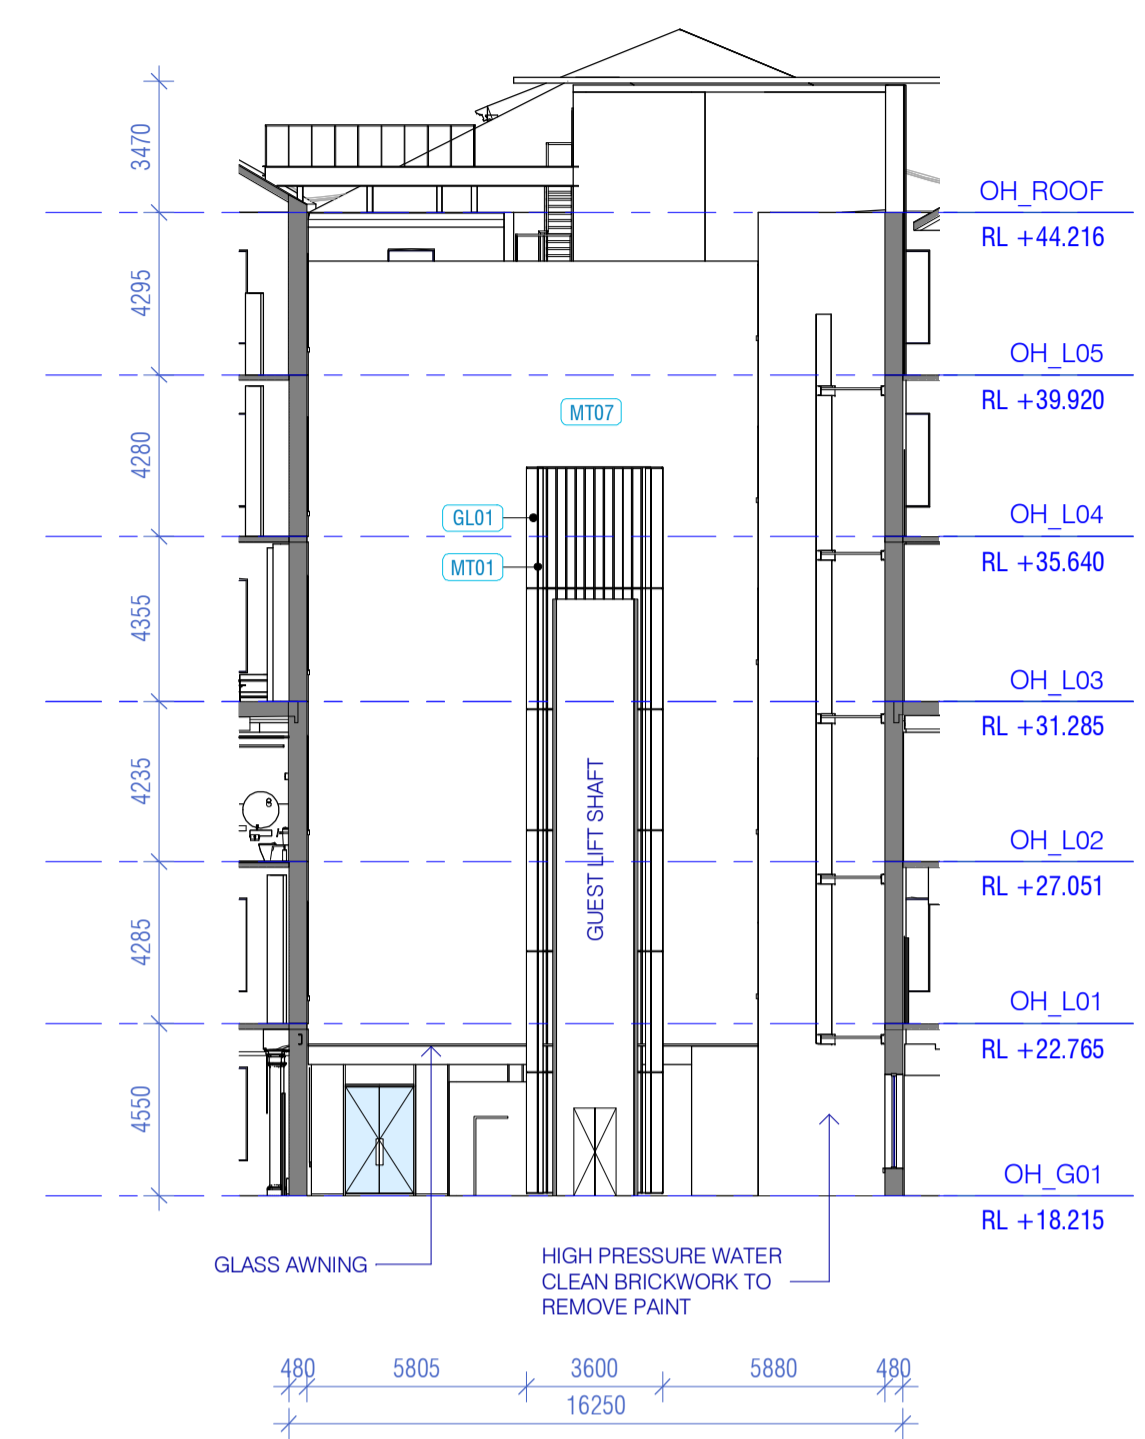 3470
OH_ROOF
RL +44.216
4295
OH_L05
RL +39.920
MT07
4280
GL01
OH_L04
MT01
RL +35.640
4355
OH_L03
RL +31.285
4235
GUEST LIFT SHAFT
OH_L02
RL +27.051
4285
OH_L01
RL +22.765
4550
OH_G01
RL +18.215
GLASS AWNING
HIGH PRESSURE WATER
CLEAN BRICKWORK TO
REMOVE PAINT
480 5805 3600 5880 480
16250